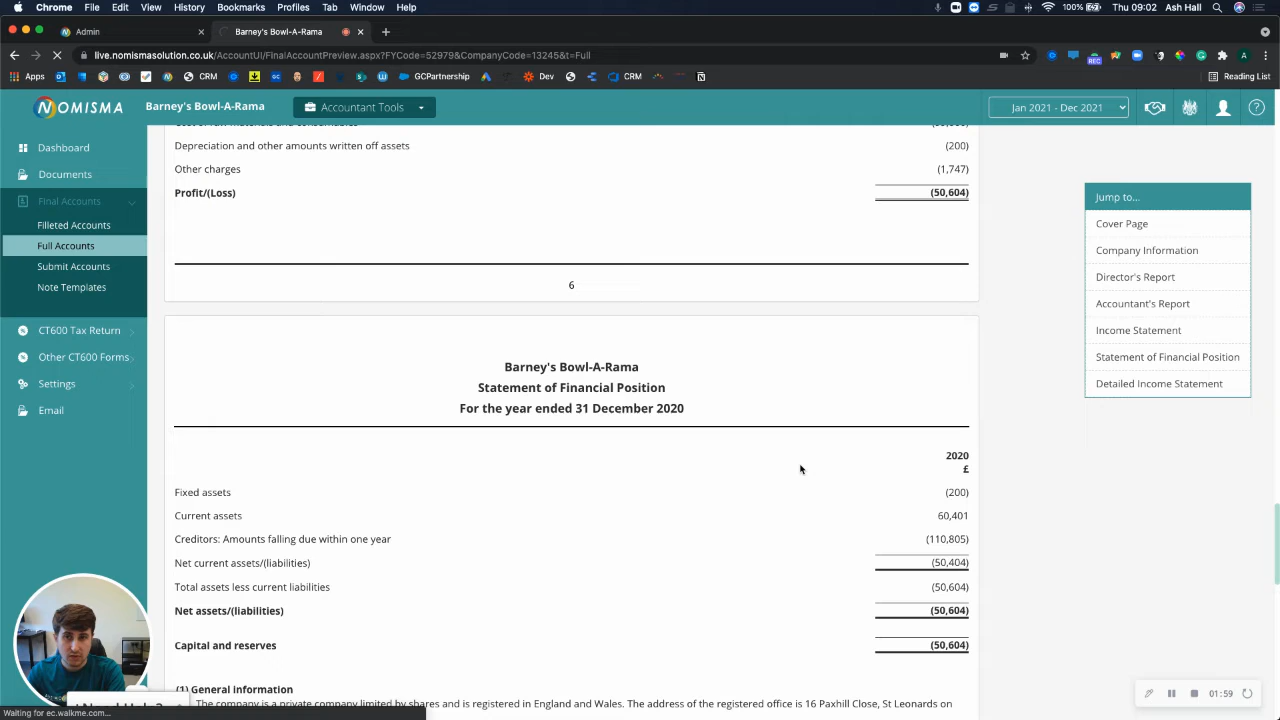 Chrome File Edit View History Bookmarks Profiles Tab Window Help 100% Thu 09:02 Ash Hall
Admin × Barney's Bowl-A-Rama × +
live.nomismasolution.co.uk/AccountUI/FinalAccountPreview.aspx?FYCode=52979&CompanyCode=13245&t=Full
Apps CRM GCPartnership Dev CRM Reading List
NOMISMA Barney's Bowl-A-Rama Accountant Tools Jan 2021 - Dec 2021
Dashboard
Documents
Final Accounts
Filleted Accounts
Full Accounts
Submit Accounts
Note Templates
CT600 Tax Return
Other CT600 Forms
Settings
Email
Depreciation and other amounts written off assets (200)
Other charges (1,747)
Profit/(Loss) (50,604)
6
Barney's Bowl-A-Rama
Statement of Financial Position
For the year ended 31 December 2020
2020
£
Fixed assets (200)
Current assets 60,401
Creditors: Amounts falling due within one year (110,805)
Net current assets/(liabilities) (50,404)
Total assets less current liabilities (50,604)
Net assets/(liabilities) (50,604)
Capital and reserves (50,604)
(1) General information
The company is a private company limited by shares and is registered in England and Wales. The address of the registered office is 16 Paxhill Close, St Leonards on
Jump to...
Cover Page
Company Information
Director's Report
Accountant's Report
Income Statement
Statement of Financial Position
Detailed Income Statement
01:59
Waiting for ec.walkme.com...